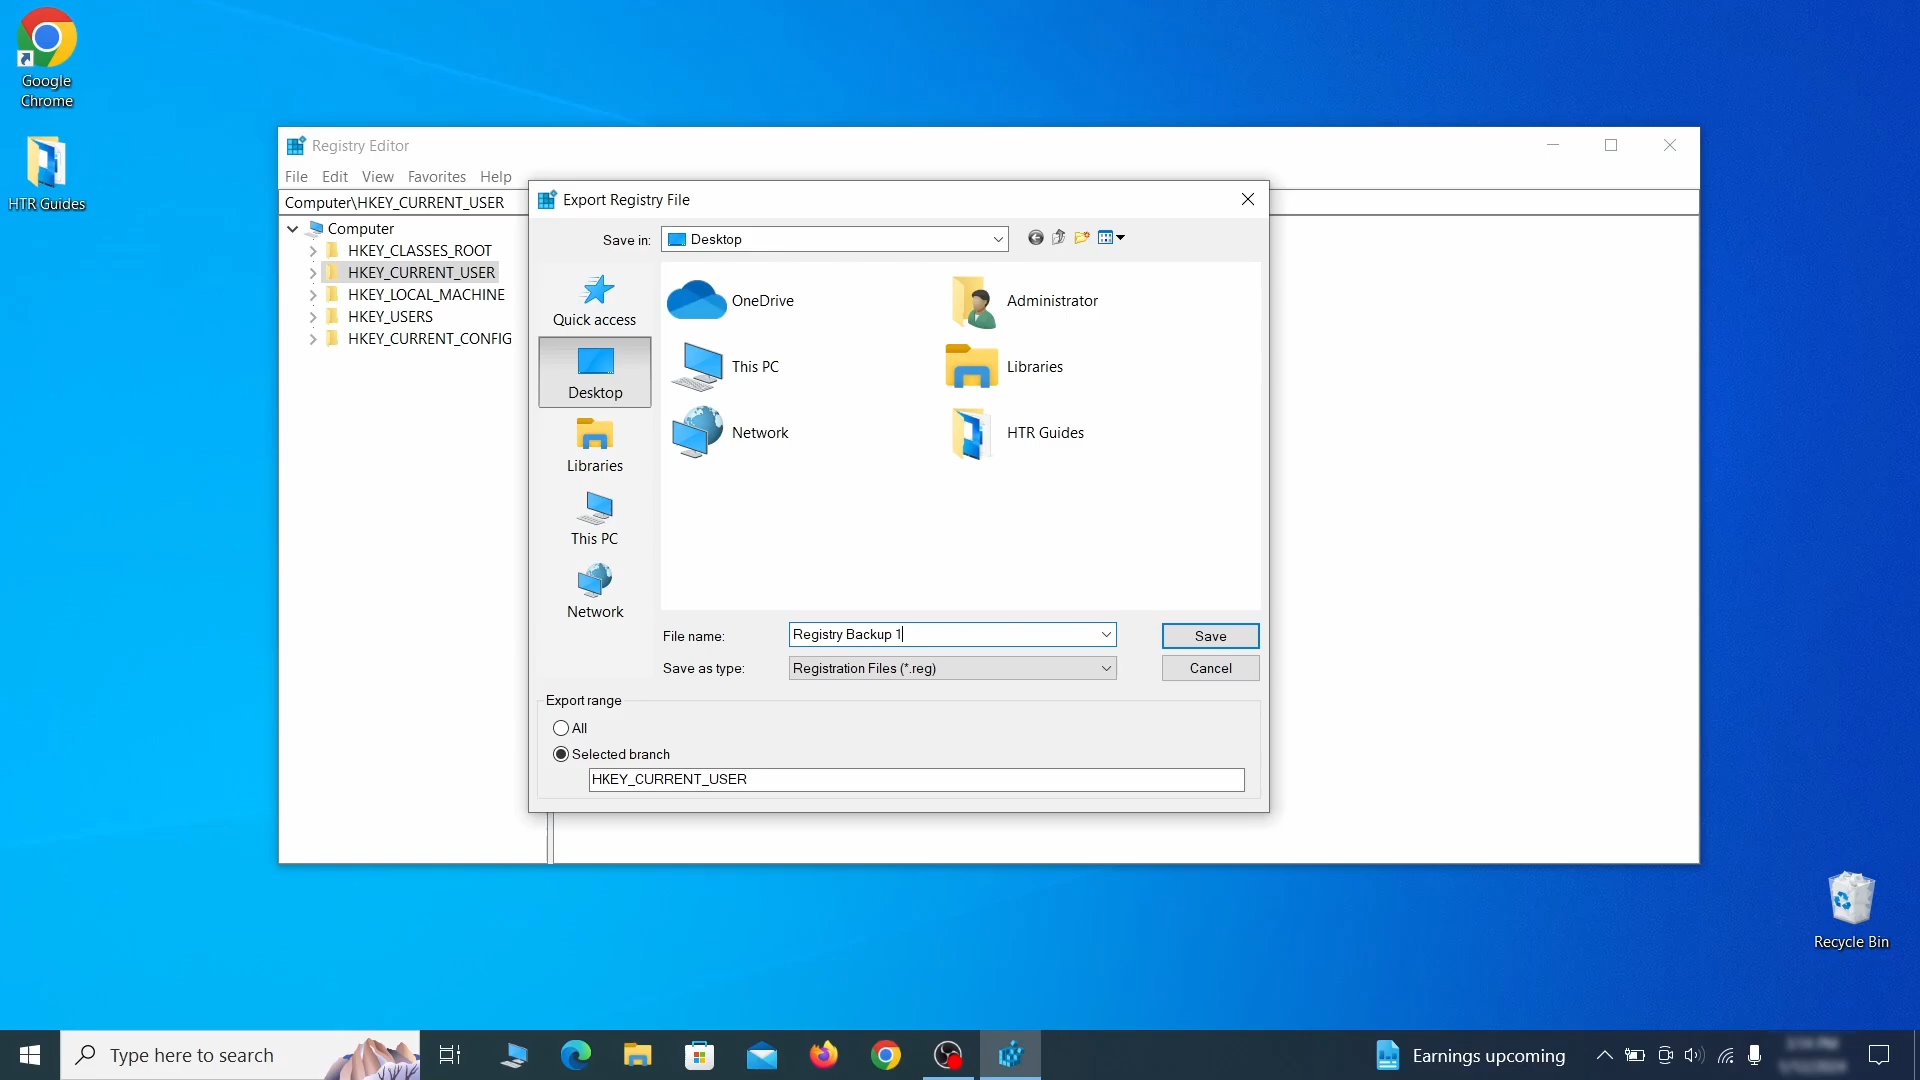 Google
Chrome
HTR Guides
Registry Editor
File Edit View Favorites Help
Computer\HKEY_CURRENT_USER
Computer
HKEY_CLASSES_ROOT
HKEY_CURRENT_USER
HKEY_LOCAL_MACHINE
HKEY_USERS
HKEY_CURRENT_CONFIG
Export Registry File
Save in: Desktop
Quick access
Desktop
Libraries
This PC
Network
OneDrive
Administrator
This PC
Libraries
Network
HTR Guides
File name: Registry Backup 1
Save
Save as type: Registration Files (*.reg)
Cancel
Export range
All
Selected branch
HKEY_CURRENT_USER
Recycle Bin
Type here to search
Earnings upcoming